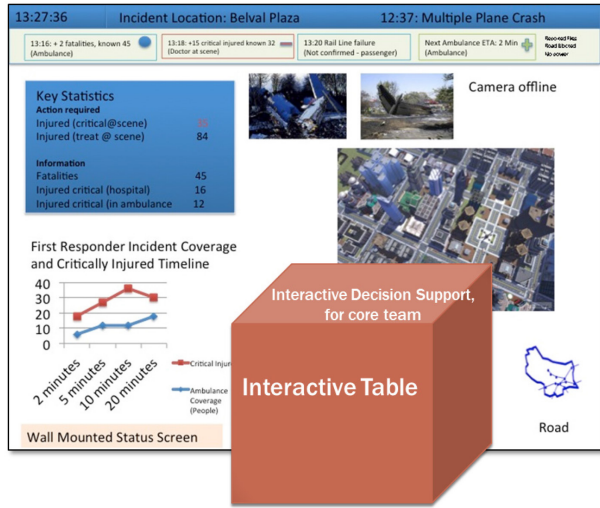 13:27:36
Incident Location: Belval Plaza
12:37: Multiple Plane Crash
13:16: + 2 fatalities, known 45
(Ambulance)
13:18: +15 critical injured known 32
(Doctor at scene)
13:20 Rail Line failure
(Not confirmed - passenger)
Next Ambulance ETA: 2 Min
(Ambulance)
Road Blocked
No power
Key Statistics
Action required
Injured (critical@scene)
Injured (treat @ scene) 84
Information
Fatalities 45
Injured critical (hospital) 16
Injured critical (in ambulance 12
Camera offline
First Responder Incident Coverage
and Critically Injured Timeline
40
30
20
10
0
2 minutes
5 minutes
10 minutes
20 minutes
Critical Injur
Ambulance
Coverage
(People)
Interactive Decision Support,
for core team
Interactive Table
Road
Wall Mounted Status Screen